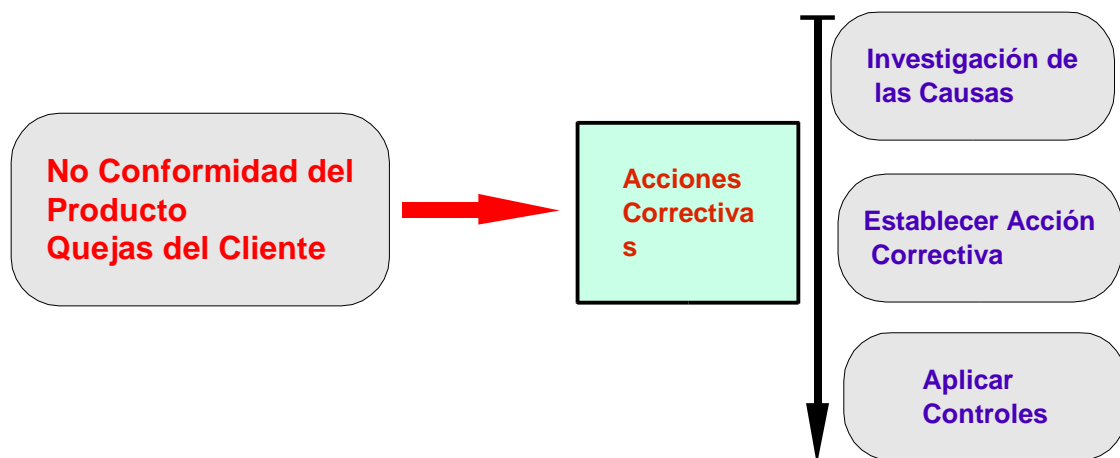 No Conformidad del
Producto
Quejas del Cliente
Acciones
Correctiva
s
Investigación de
las Causas
Establecer Acción
Correctiva
Aplicar
Controles